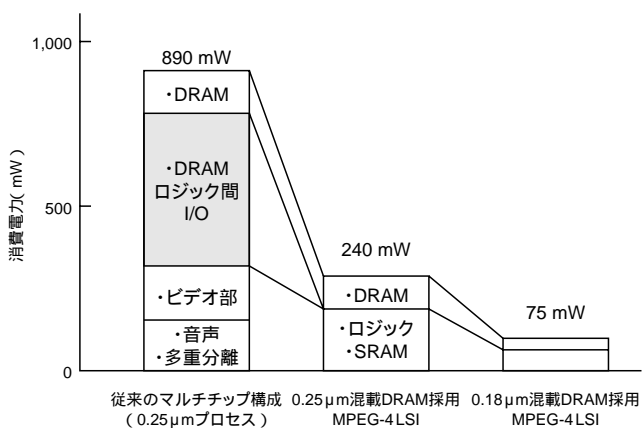 1,000
500
0
消費電力(mW)
890 mW
・DRAM
・DRAM
ロジック間
I/O
・ビデオ部
・音声
・多重分離
240 mW
・DRAM
・ロジック
・SRAM
75 mW
従来のマルチチップ構成
(0.25μmプロセス)
0.25μm混載DRAM採用
MPEG-4LSI
0.18μm混載DRAM採用
MPEG-4LSI